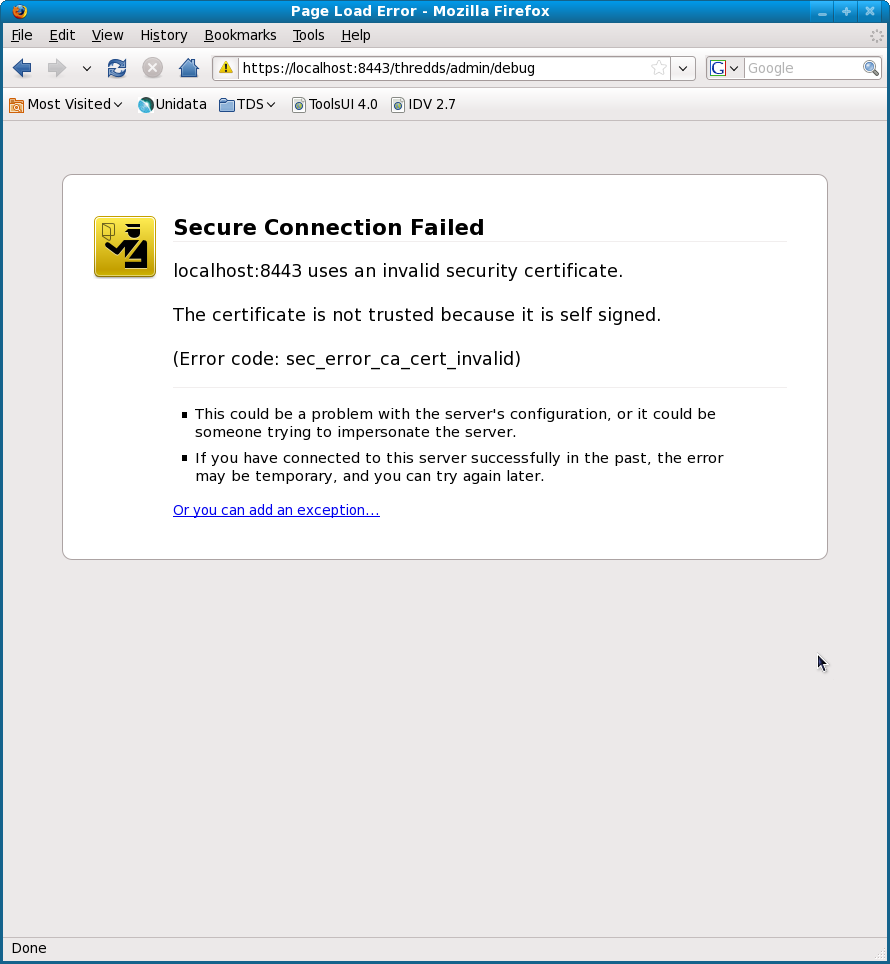 Page Load Error - Mozilla Firefox
File Edit View History Bookmarks Tools Help
https://localhost:8443/thredds/admin/debug G Google
Most Visited Unidata TDS ToolsUI 4.0 IDV 2.7
Secure Connection Failed
localhost:8443 uses an invalid security certificate.
The certificate is not trusted because it is self signed.
(Error code: sec_error_ca_cert_invalid)
This could be a problem with the server's configuration, or it could be
someone trying to impersonate the server.
If you have connected to this server successfully in the past, the error
may be temporary, and you can try again later.
Or you can add an exception...
Done